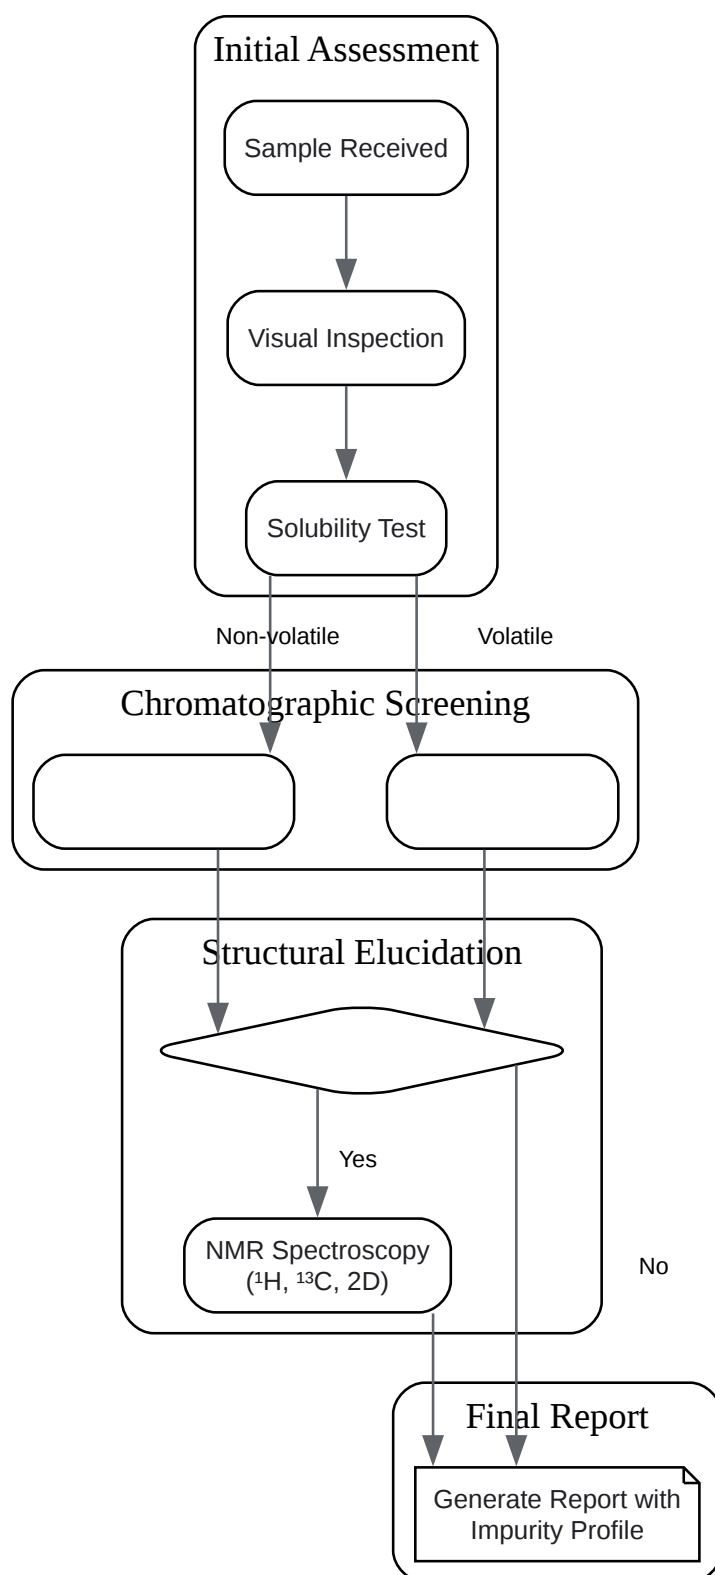 Initial Assessment
Sample Received
Visual Inspection
Solubility Test
Non-volatile
Volatile
Chromatographic Screening
Structural Elucidation
Yes
NMR Spectroscopy
(¹H, ¹³C, 2D)
No
Final Report
Generate Report with
Impurity Profile